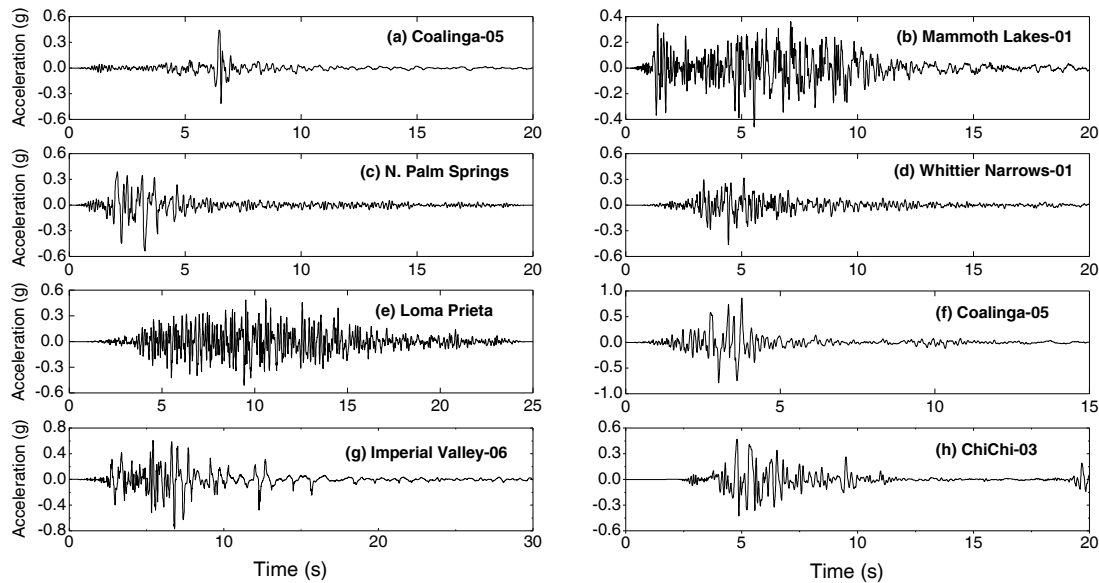 Acceleration (g)
0.6
0.3
0.0
-0.3
-0.6
(a) Coalinga-05
0 5 10 15 20
0.4
0.2
0.0
-0.2
-0.4
(b) Mammoth Lakes-01
0 5 10 15 20
Acceleration (g)
0.6
0.3
0.0
-0.3
-0.6
(c) N. Palm Springs
0 5 10 15 20
0.6
0.3
0.0
-0.3
-0.6
(d) Whittier Narrows-01
0 5 10 15 20
Acceleration (g)
0.6
0.3
0.0
-0.3
-0.6
(e) Loma Prieta
0 5 10 15 20 25
1.0
0.5
0.0
-0.5
-1.0
(f) Coalinga-05
0 5 10 15
Acceleration (g)
0.8
0.4
0.0
-0.4
-0.8
(g) Imperial Valley-06
0 10 20 30
Time (s)
0.6
0.3
0.0
-0.3
-0.6
(h) ChiChi-03
0 5 10 15 20
Time (s)